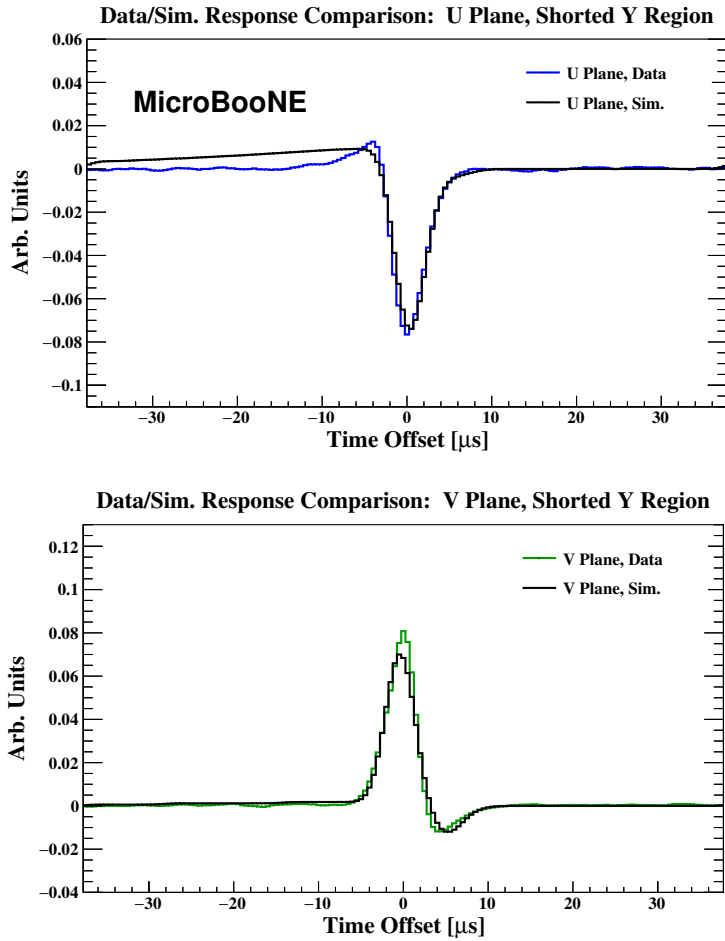 Data/Sim. Response Comparison: U Plane, Shorted Y Region
0.06
0.04
0.02
0
−0.02
−0.04
−0.06
−0.08
−0.1
Arb. Units
MicroBooNE
U Plane, Data
U Plane, Sim.
−30 −20 −10 0 10 20 30
Time Offset [μs]
Data/Sim. Response Comparison: V Plane, Shorted Y Region
0.12
0.1
0.08
0.06
0.04
0.02
0
−0.02
−0.04
Arb. Units
V Plane, Data
V Plane, Sim.
−30 −20 −10 0 10 20 30
Time Offset [μs]